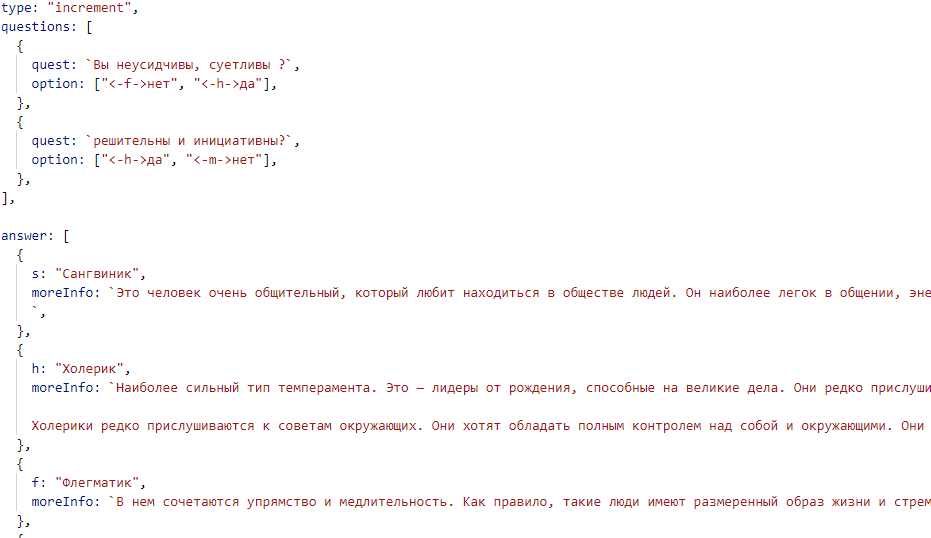 type: "increment",
questions: [
{
quest: `Вы неусидчивы, суетливы ?`,
option: ["<-f->нет", "<-h->да"],
},
{
quest: `решительны и инициативны?`,
option: ["<-h->да", "<-m->нет"],
},
],
answer: [
{
s: "Сангвиник",
moreInfo: `Это человек очень общительный, который любит находиться в обществе людей. Он наиболее легок в общении, эне
`,
},
{
h: "Холерик",
moreInfo: `Наиболее сильный тип темперамента. Это – лидеры от рождения, способные на великие дела. Они редко прислуши
Холерики редко прислушиваются к советам окружающих. Они хотят обладать полным контролем над собой и окружающими. Они
},
{
f: "Флегматик",
moreInfo: `В нем сочетаются упрямство и медлительность. Как правило, такие люди имеют размеренный образ жизни и стрем
},
{